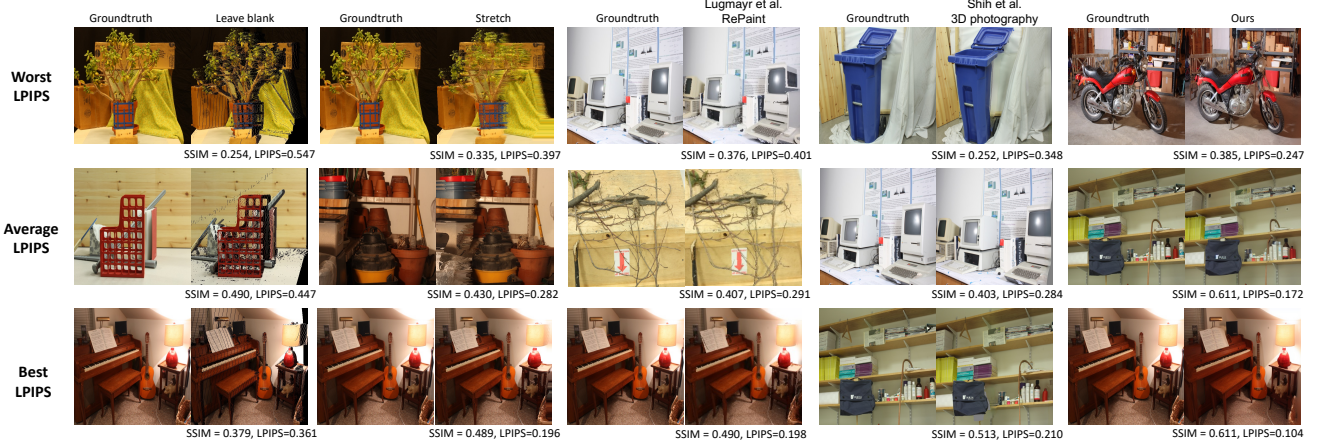 Groundtruth Leave blank Groundtruth Stretch Groundtruth Lugmayr et al. RePaint Groundtruth Shih et al. 3D photography Groundtruth Ours
Worst LPIPS
SSIM = 0.254, LPIPS=0.547 SSIM = 0.335, LPIPS=0.397 SSIM = 0.376, LPIPS=0.401 SSIM = 0.252, LPIPS=0.348 SSIM = 0.385, LPIPS=0.247
Average LPIPS
SSIM = 0.490, LPIPS=0.447 SSIM = 0.430, LPIPS=0.282 SSIM = 0.407, LPIPS=0.291 SSIM = 0.403, LPIPS=0.284 SSIM = 0.611, LPIPS=0.172
Best LPIPS
SSIM = 0.379, LPIPS=0.361 SSIM = 0.489, LPIPS=0.196 SSIM = 0.490, LPIPS=0.198 SSIM = 0.513, LPIPS=0.210 SSIM = 0.611, LPIPS=0.104